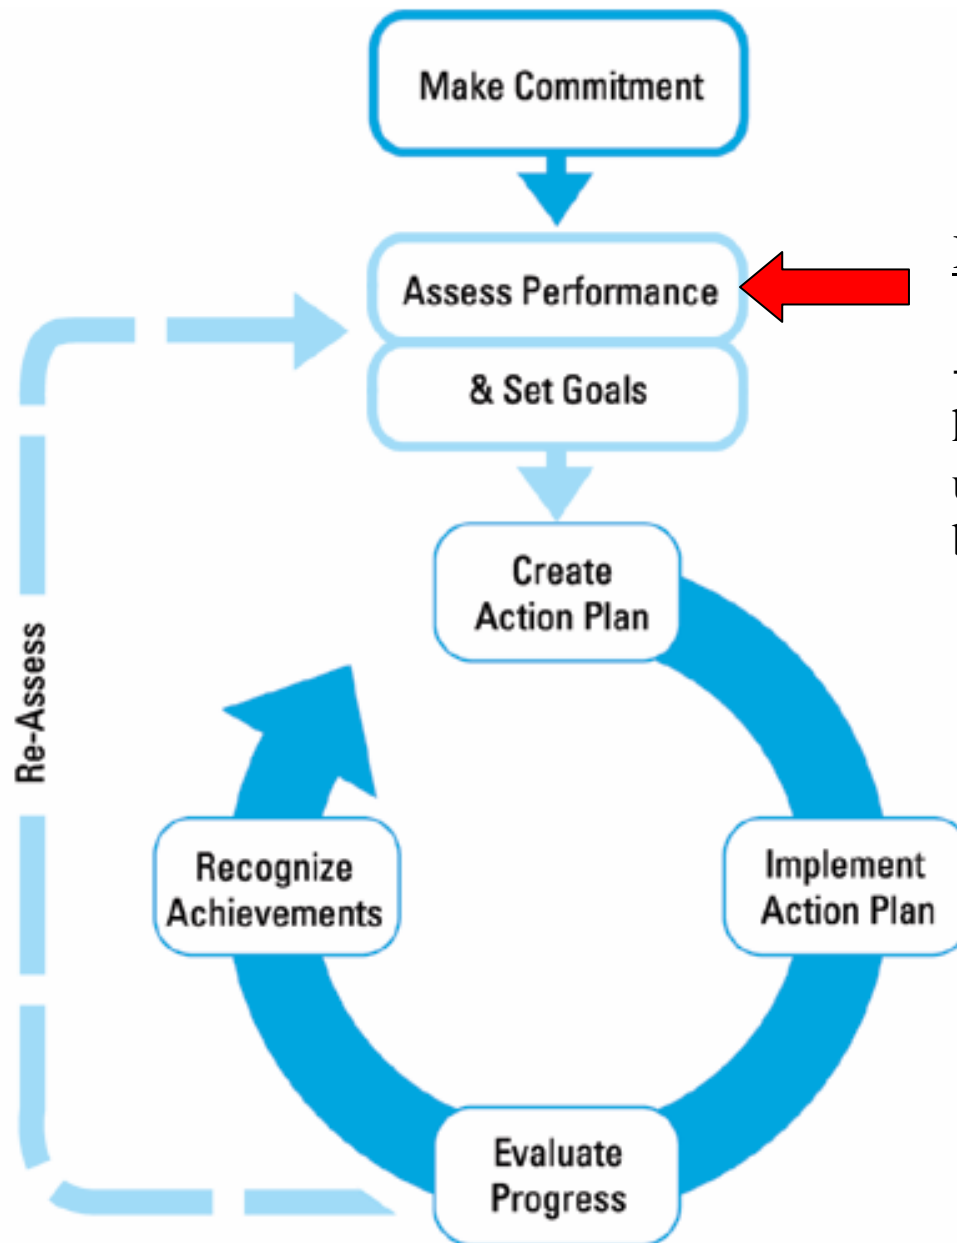 Make Commitment
Assess Performance
& Set Goals
Create
Action Plan
Re-Assess
Recognize
Achievements
Implement
Action Plan
Evaluate
Progress